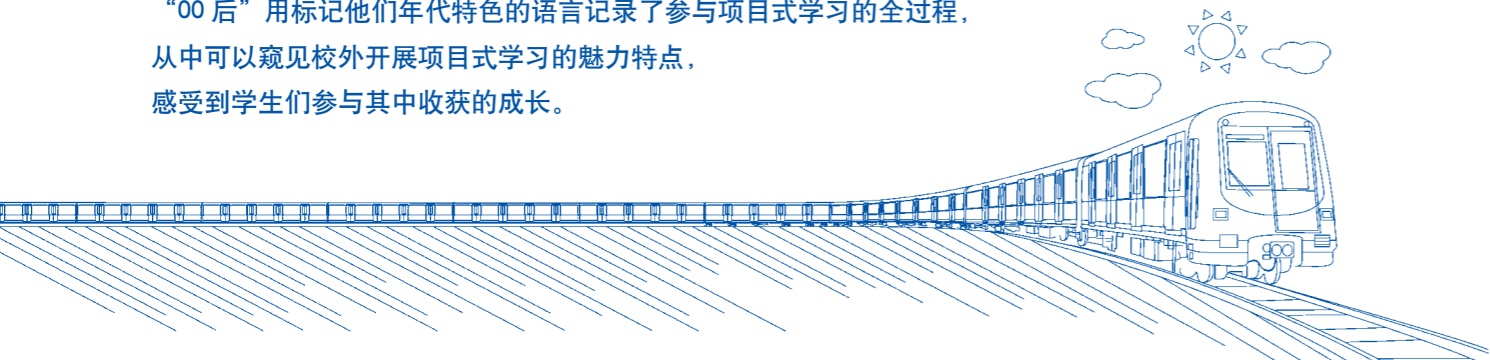 “00 后”用标记他们年代特色的语言记录了参与项目式学习的全过程，
从中可以窥见校外开展项目式学习的魅力特点，
感受到学生们参与其中收获的成长。